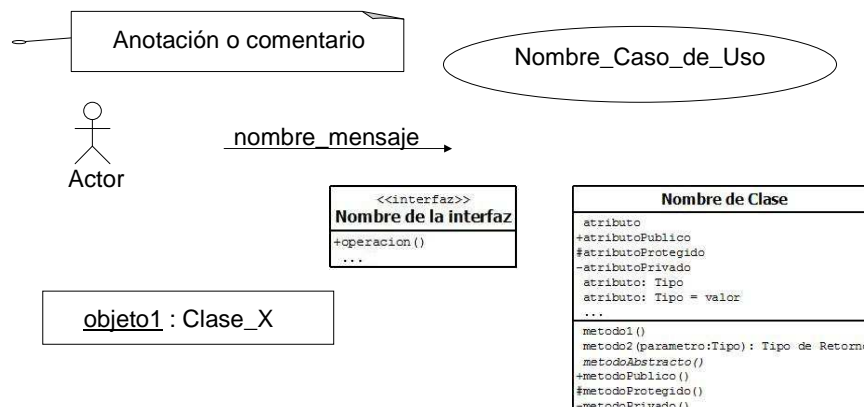 Anotación o comentario
Nombre_Caso_de_Uso
nombre_mensaje
Actor
<<interfaz>>
Nombre de la interfaz
+operacion()
...
Nombre de Clase
atributo
+atributoPublico
#atributoProtegido
-atributoPrivado
atributo: Tipo
atributo: Tipo = valor
...
metodo1()
metodo2(parametro:Tipo): Tipo de Retorno
metodoAbstracto()
+metodoPublico()
#metodoProtegido()
-metodoPrivado()
objeto1 : Clase_X